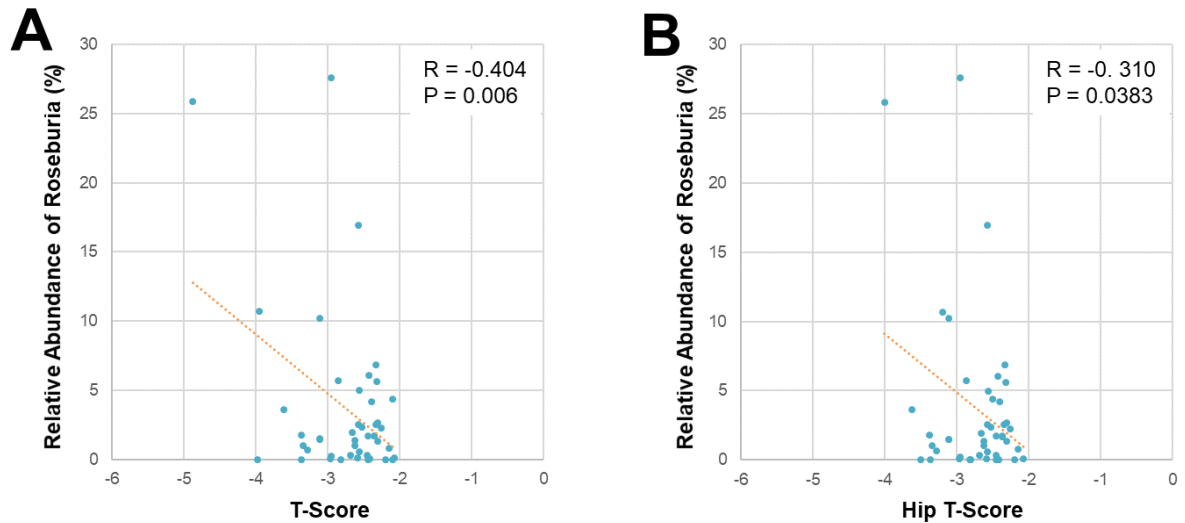 A
Relative Abundance of Roseburia (%)
30
25
20
15
10
5
0
R = -0.404
P = 0.006
-6 -5 -4 -3 -2 -1 0
T-Score
B
Relative Abundance of Roseburia (%)
30
25
20
15
10
5
0
R = -0. 310
P = 0.0383
-6 -5 -4 -3 -2 -1 0
Hip T-Score